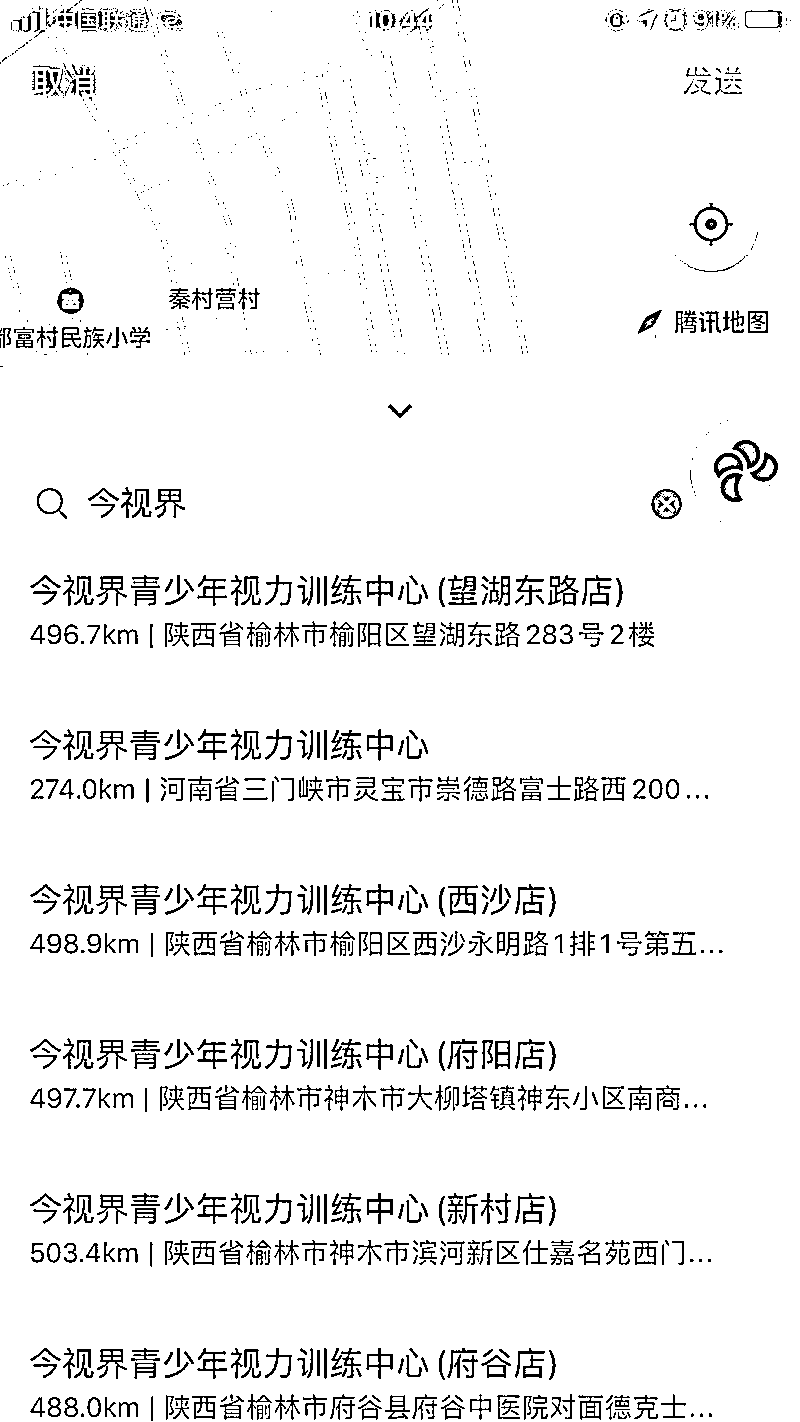 中国联通 10:44 91%
取消 发送
秦村营村
都富村民族小学 腾讯地图
今视界
今视界青少年视力训练中心 (望湖东路店)
496.7km | 陕西省榆林市榆阳区望湖东路283号2楼
今视界青少年视力训练中心
274.0km | 河南省三门峡市灵宝市崇德路富士路西200...
今视界青少年视力训练中心 (西沙店)
498.9km | 陕西省榆林市榆阳区西沙永明路1排1号第五...
今视界青少年视力训练中心 (府阳店)
497.7km | 陕西省榆林市神木市大柳塔镇神东小区南商...
今视界青少年视力训练中心 (新村店)
503.4km | 陕西省榆林市神木市滨河新区仕嘉名苑西门...
今视界青少年视力训练中心 (府谷店)
488.0km | 陕西省榆林市府谷县府谷中医院对面德克士...